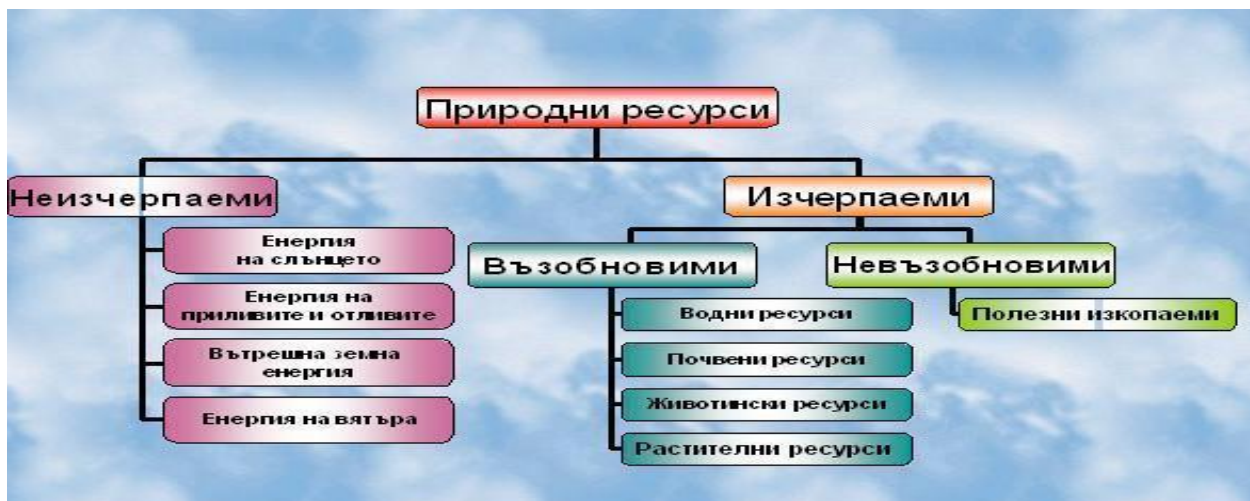 Природни ресурси
Неизчерпаеми
Енергия
на слънцето
Енергия на
приливите и отливите
Вътрешна земна
енергия
Енергия на вятъра
Изчерпаеми
Възобновими
Водни ресурси
Почвени ресурси
Животински ресурси
Растителни ресурси
Невъзобновими
Полезни изкопаеми